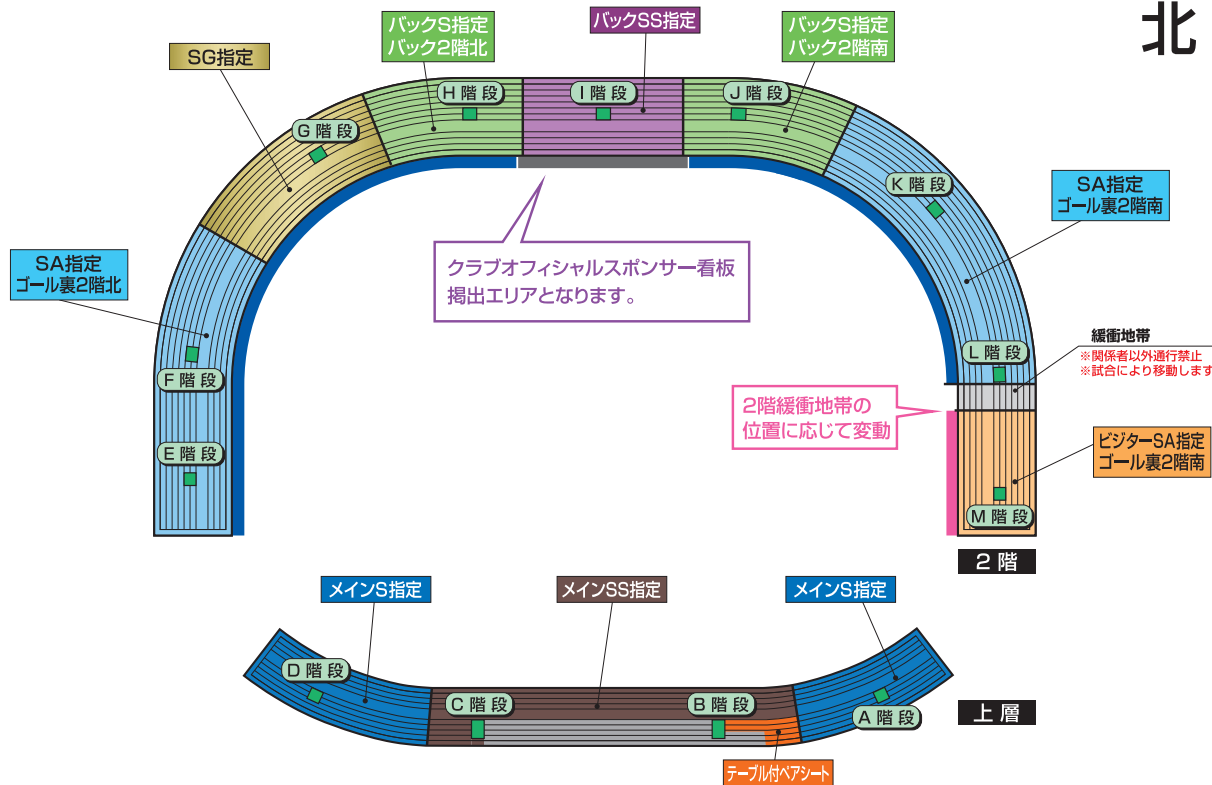 北
バックS指定
バック2階北
バックSS指定
バックS指定
バック2階南
SG指定
H 階 段
I 階 段
J 階 段
G 階 段
K 階 段
SA指定
ゴール裏2階南
クラブオフィシャルスポンサー看板
掲出エリアとなります。
SA指定
ゴール裏2階北
緩衝地帯
※関係者以外通行禁止
※試合により移動します
L 階 段
F 階 段
2階緩衝地帯の
位置に応じて変動
ビジターSA指定
ゴール裏2階南
E 階 段
M 階 段
2 階
メインS指定
メインSS指定
メインS指定
D 階 段
C 階 段
B 階 段
A 階 段
上 層
テーブル付ペアシート